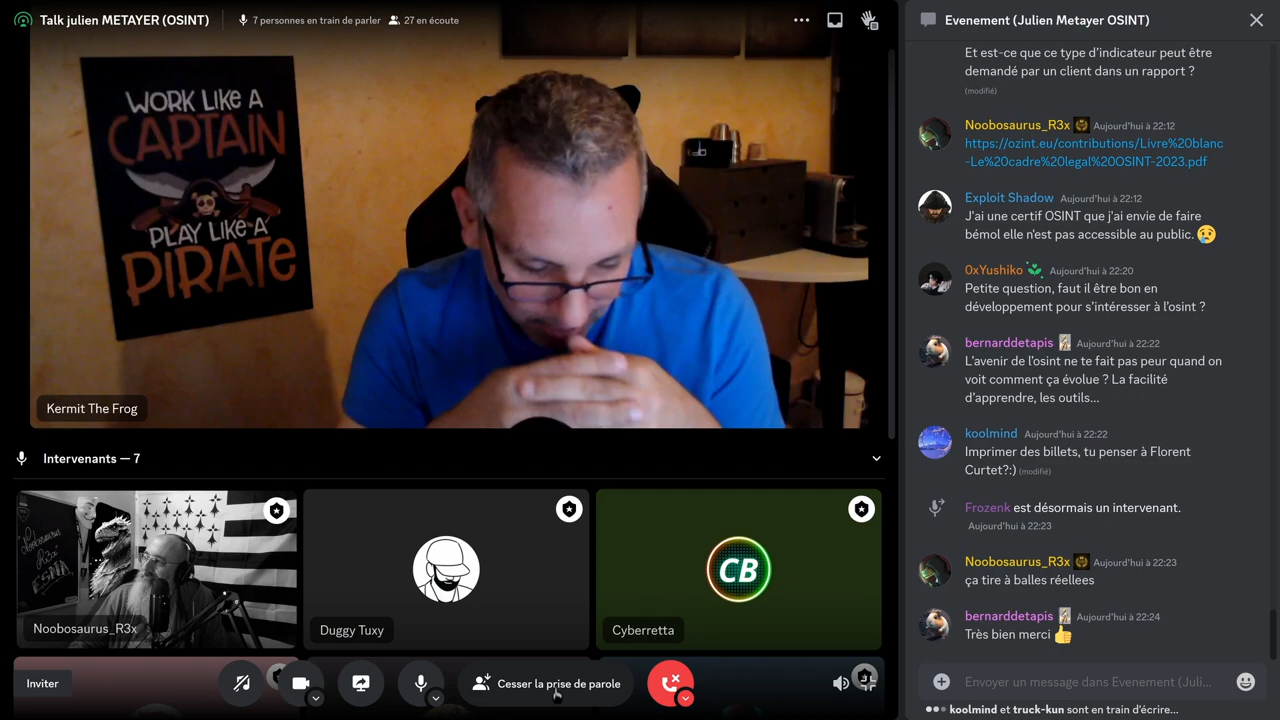 Talk julien METAYER (OSINT)
7 personnes en train de parler
27 en écoute
WORK LIKE A
CAPTAIN
PLAY LIKE A
PIRATE
Kermit The Frog
Intervenants — 7
Noobosaurus_R3x
Duggy Tuxy
CB
Cyberretta
Inviter
Cesser la prise de parole
Evenement (Julien Metayer OSINT)
Et est-ce que ce type d'indicateur peut être
demandé par un client dans un rapport ?
(modifié)
Noobosaurus_R3x Aujourd'hui à 22:12
https://ozint.eu/contributions/Livre%20blanc
-Le%20cadre%20legal%20OSINT-2023.pdf
Exploit Shadow Aujourd'hui à 22:12
J'ai une certif OSINT que j'ai envie de faire
bémol elle n'est pas accessible au public. 😢
0xYushiko Aujourd'hui à 22:20
Petite question, faut il être bon en
développement pour s'intéresser à l'osint ?
bernarddetapis Aujourd'hui à 22:22
L'avenir de l'osint ne te fait pas peur quand on
voit comment ça évolue ? La facilité
d'apprendre, les outils...
koolmind Aujourd'hui à 22:22
Imprimer des billets, tu penser à Florent
Curtet?:) (modifié)
Frozenk est désormais un intervenant.
Aujourd'hui à 22:23
Noobosaurus_R3x Aujourd'hui à 22:23
ça tire à balles réellees
bernarddetapis Aujourd'hui à 22:24
Très bien merci 👍
Envoyer un message dans Evenement (Juli...
koolmind et truck-kun sont en train d'écrire...